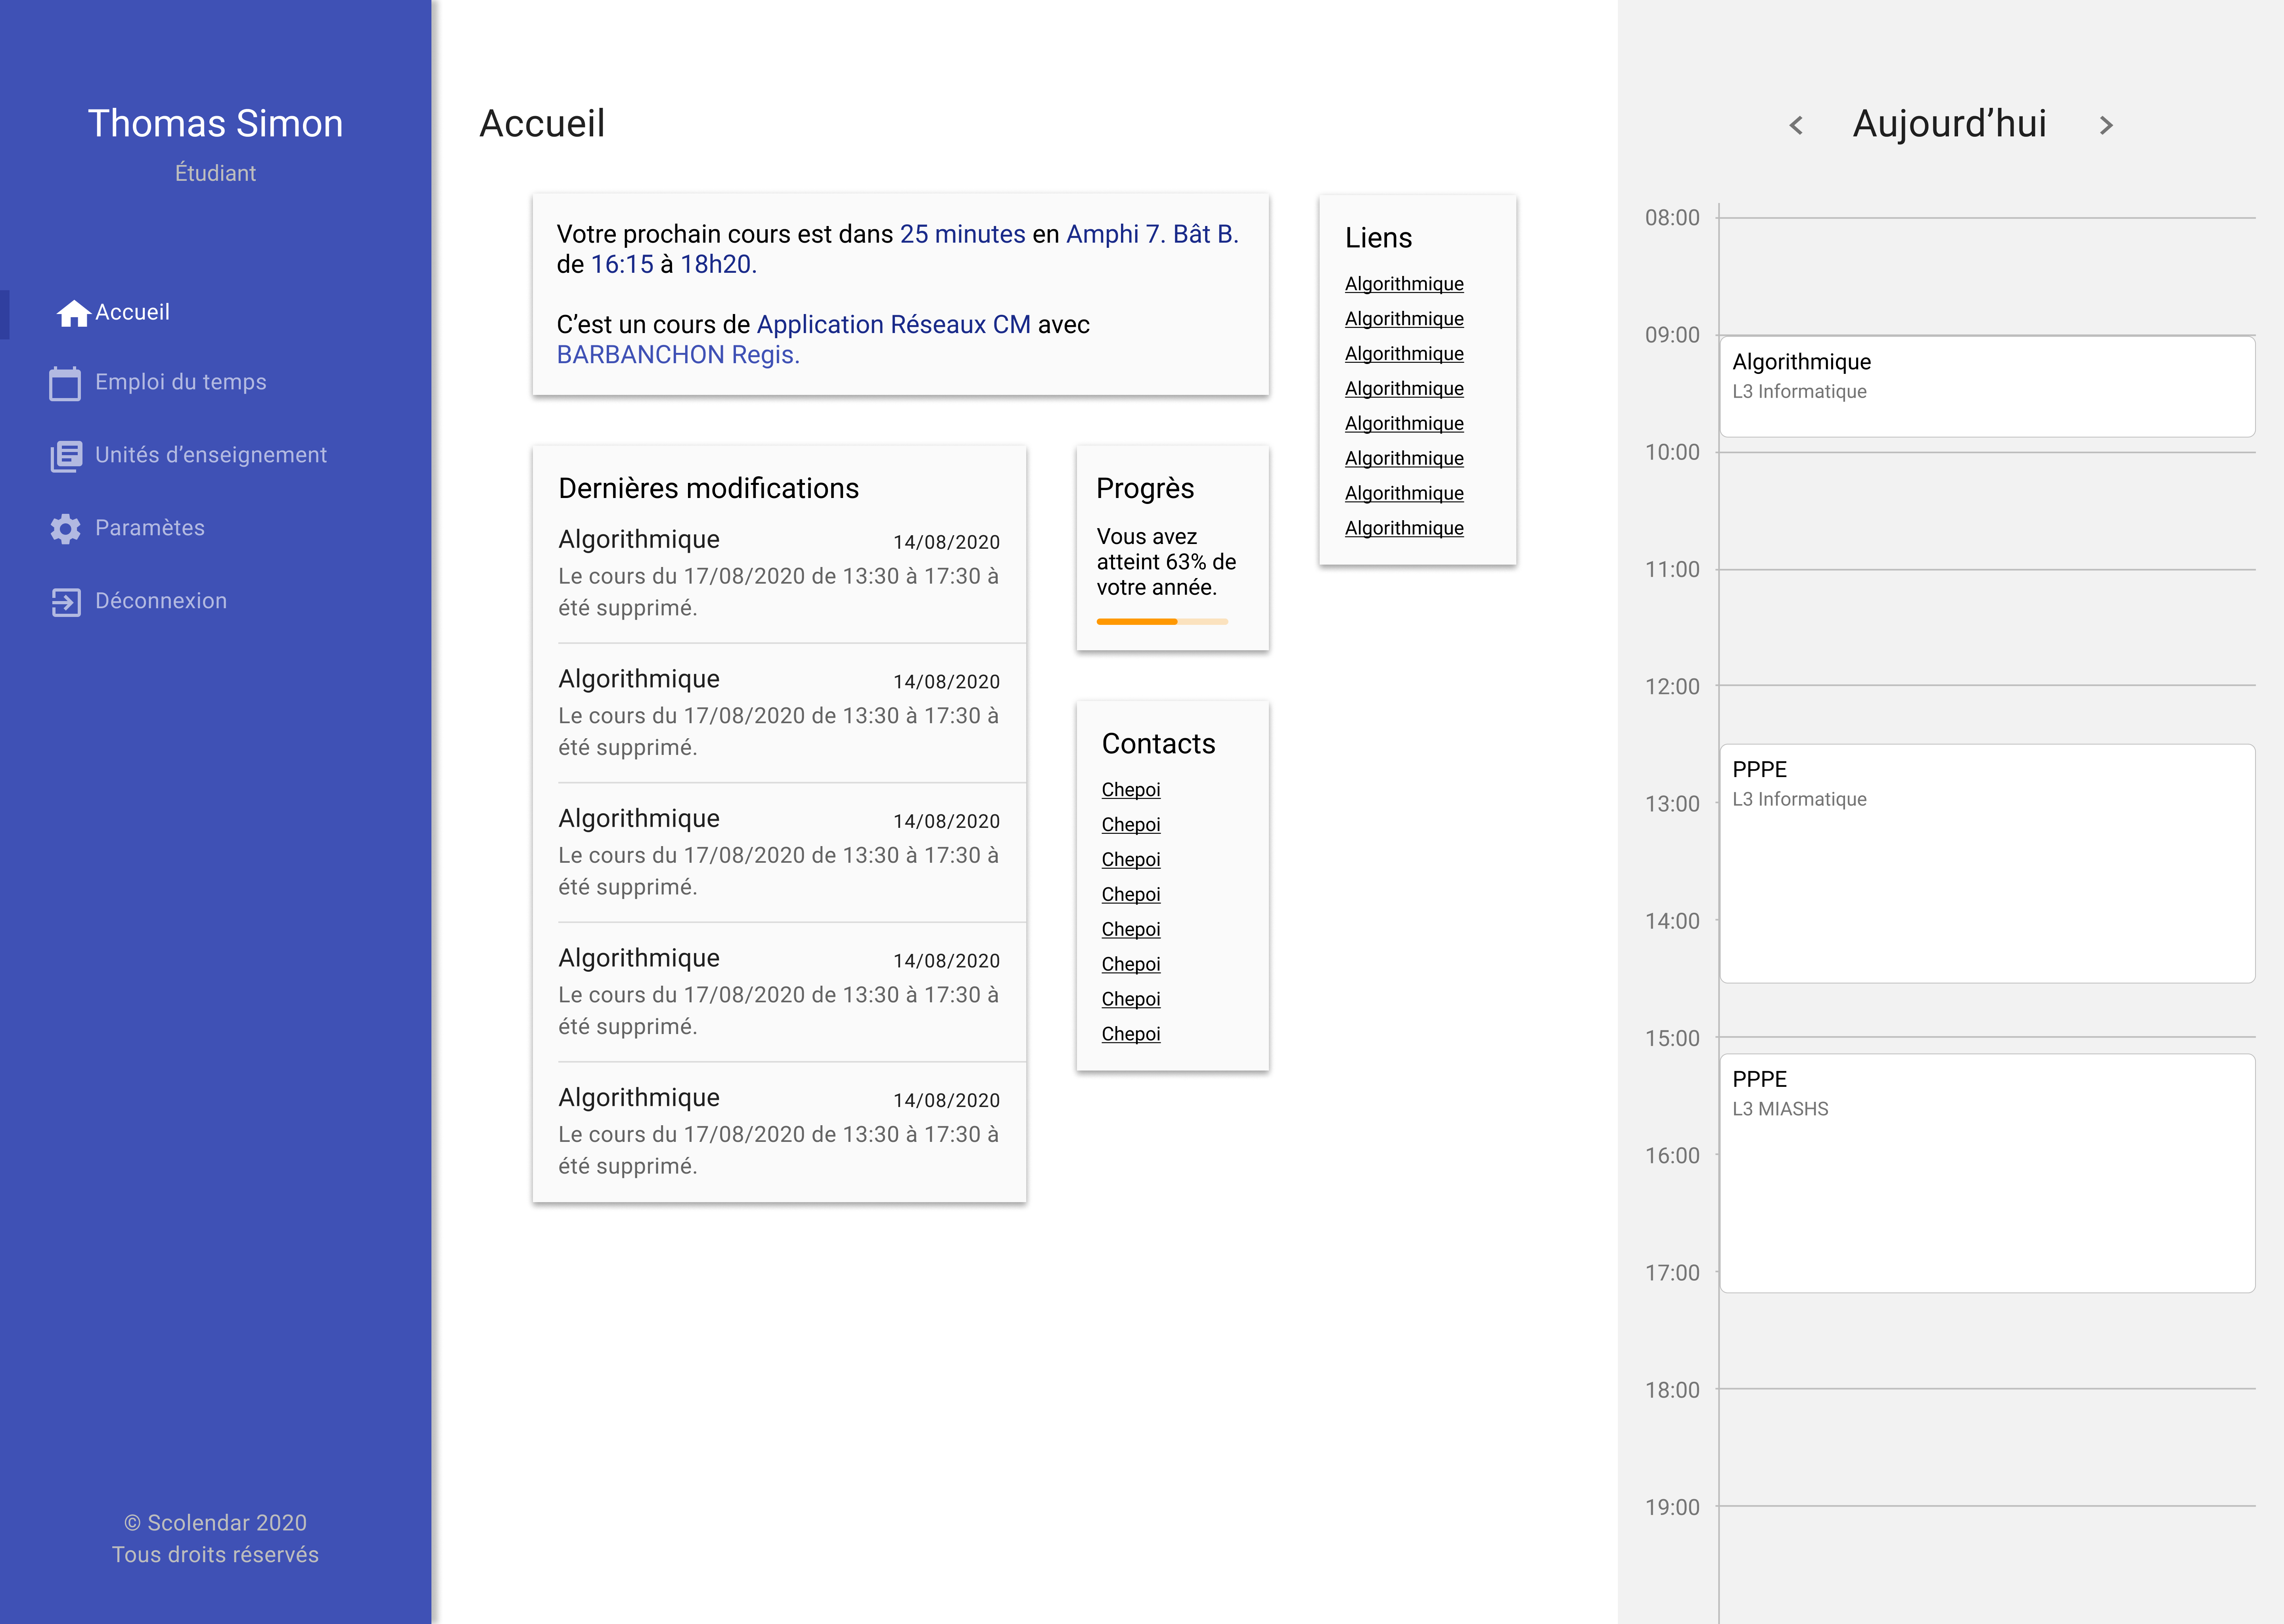 Thomas Simon
Étudiant
Accueil
Emploi du temps
Unités d’enseignement
Paramètes
Déconnexion
© Scolendar 2020
Tous droits réservés
Accueil
Votre prochain cours est dans 25 minutes en Amphi 7. Bât B.
de 16:15 à 18h20.
C’est un cours de Application Réseaux CM avec
BARBANCHON Regis.
Dernières modifications
Algorithmique 14/08/2020
Le cours du 17/08/2020 de 13:30 à 17:30 à
été supprimé.
Algorithmique 14/08/2020
Le cours du 17/08/2020 de 13:30 à 17:30 à
été supprimé.
Algorithmique 14/08/2020
Le cours du 17/08/2020 de 13:30 à 17:30 à
été supprimé.
Algorithmique 14/08/2020
Le cours du 17/08/2020 de 13:30 à 17:30 à
été supprimé.
Algorithmique 14/08/2020
Le cours du 17/08/2020 de 13:30 à 17:30 à
été supprimé.
Progrès
Vous avez
atteint 63% de
votre année.
Contacts
Chepoi
Chepoi
Chepoi
Chepoi
Chepoi
Chepoi
Chepoi
Chepoi
Liens
Algorithmique
Algorithmique
Algorithmique
Algorithmique
Algorithmique
Algorithmique
Algorithmique
Algorithmique
Aujourd’hui
08:00
09:00
Algorithmique
L3 Informatique
10:00
11:00
12:00
PPPE
L3 Informatique
13:00
14:00
15:00
PPPE
L3 MIASHS
16:00
17:00
18:00
19:00